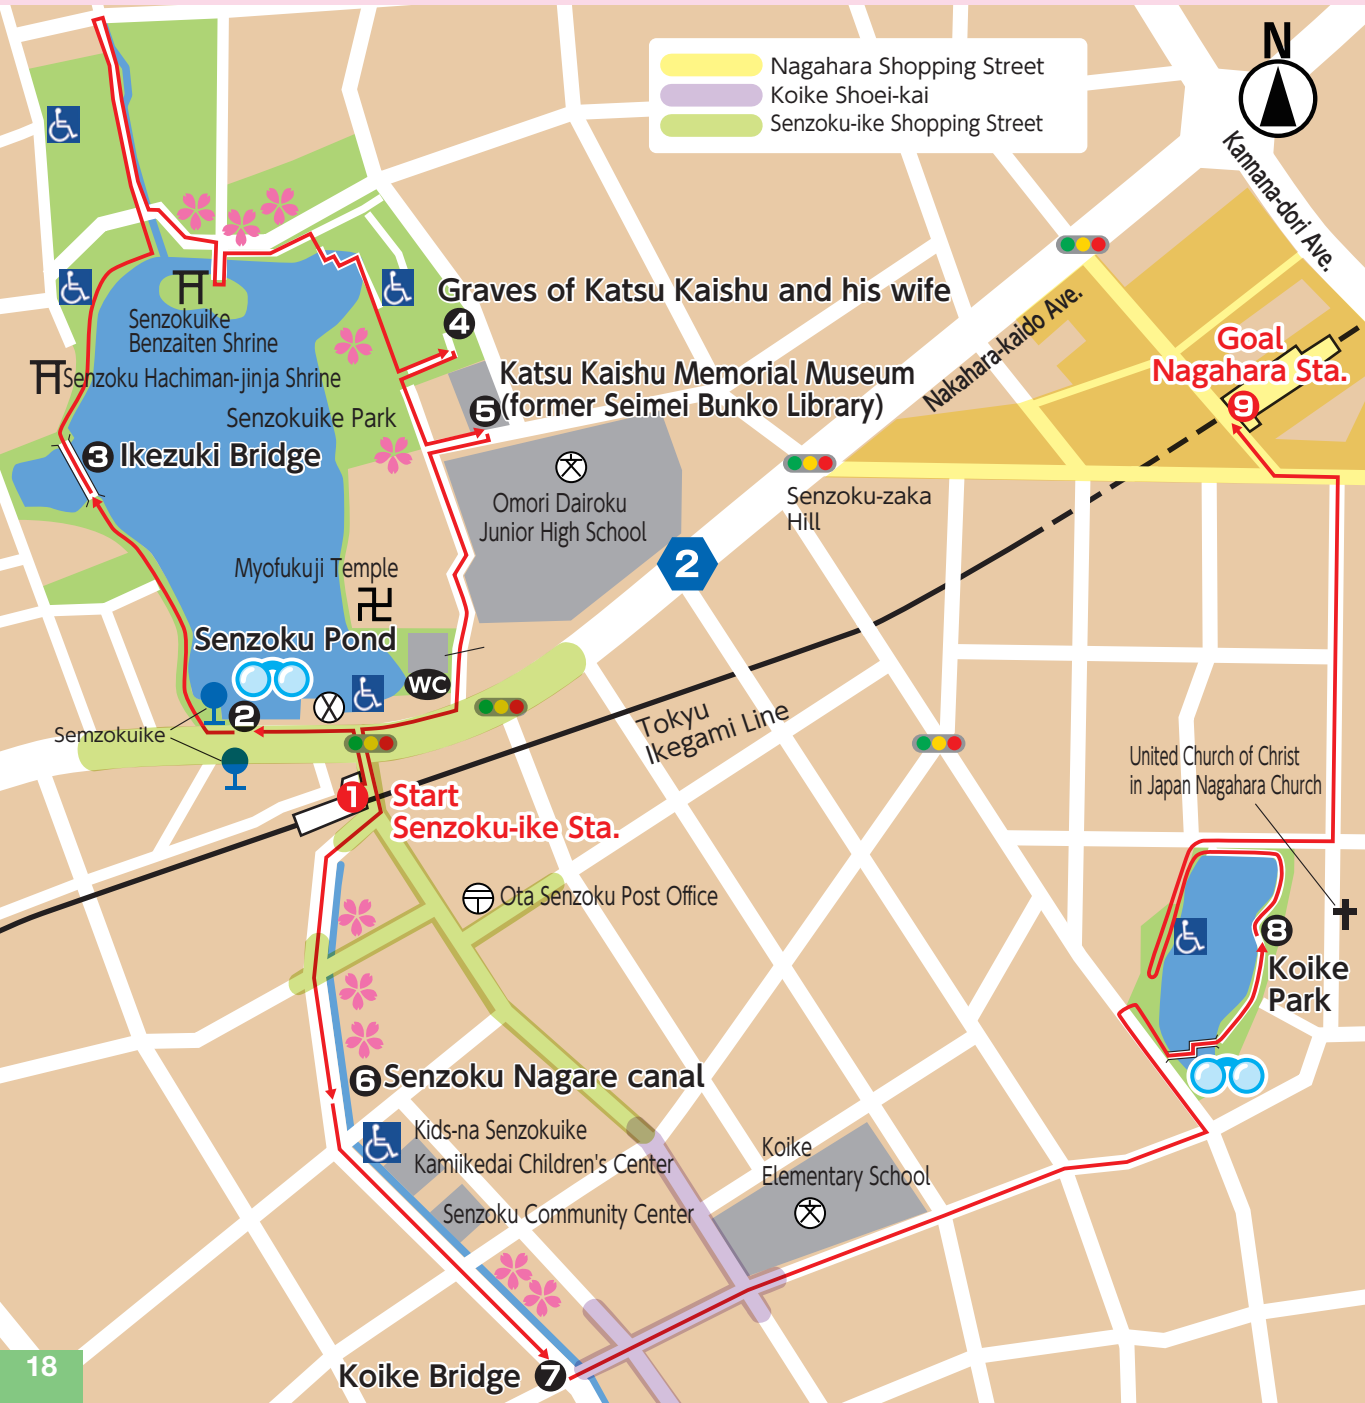 N
Nagahara Shopping Street
Koike Shoei-kai
Senzoku-ike Shopping Street
Kannana-dori Ave.
Nakahara-kaido Ave.
Goal
Nagahara Sta.
9
Graves of Katsu Kaishu and his wife
4
Katsu Kaishu Memorial Museum
5 (former Seimei Bunko Library)
Senzokuike
Benzaiten Shrine
Senzoku Hachiman-jinja Shrine
Senzokuike Park
3 Ikezuki Bridge
文
Omori Dairoku
Junior High School
Senzoku-zaka
Hill
2
Myofukuji Temple
卍
Senzoku Pond
WC
2
Semzokuike
Tokyu
Ikegami Line
1 Start
Senzoku-ike Sta.
United Church of Christ
in Japan Nagahara Church
Ota Senzoku Post Office
8
Koike
Park
6 Senzoku Nagare canal
Kids-na Senzokuike
Kamiikedai Children's Center
Senzoku Community Center
Koike
Elementary School
文
Koike Bridge 7
18